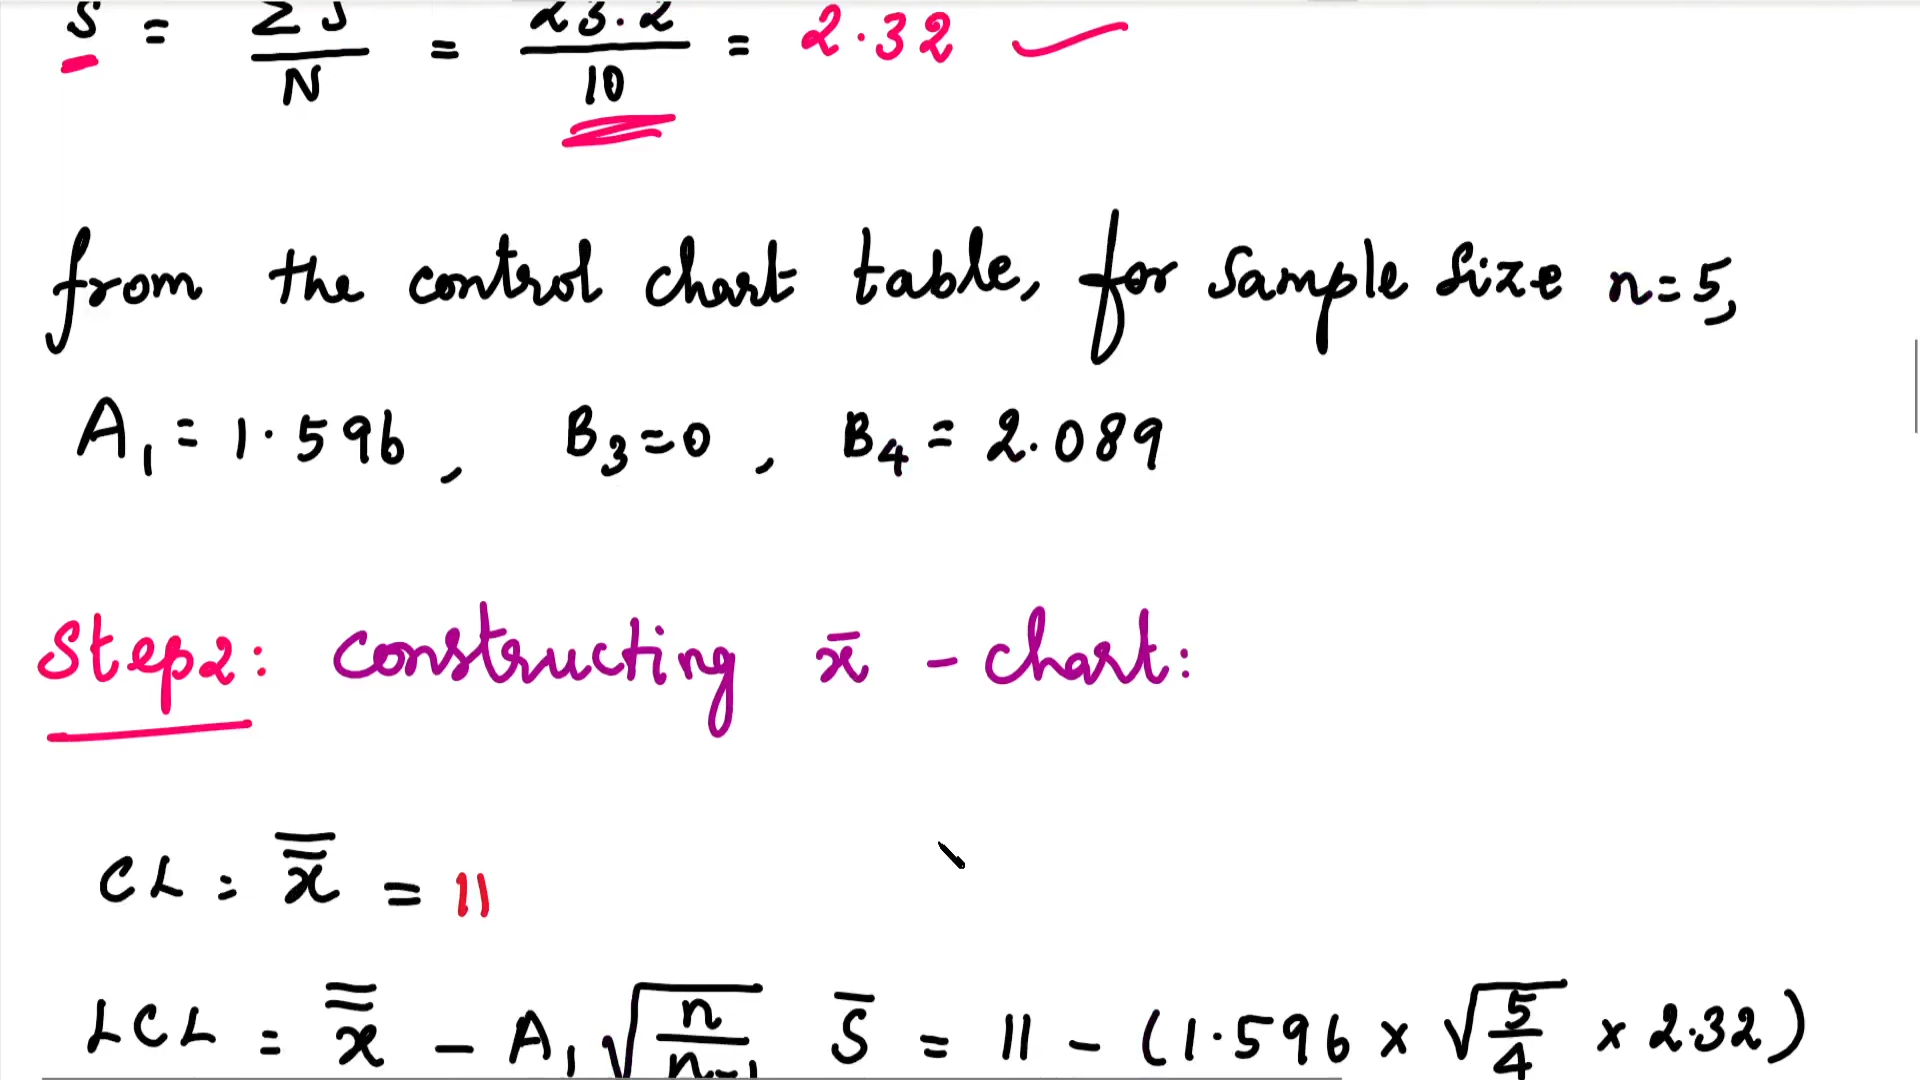 s̄ = ΣS/N = 23.2/10 = 2.32
from the control chart table, for sample size n=5,
A₁ = 1.596, B₃=0, B₄ = 2.089
Step2: constructing x̄ - chart:
CL = x̿ = 11
LCL = x̿ - A₁ √(n/n-1) S̄ = 11 - (1.596 × √(5/4) × 2.32)